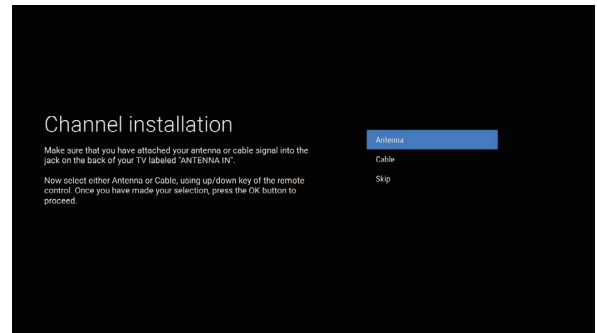 Channel installation
Make sure that you have attached your antenna or cable signal into the
jack on the back of your TV labeled "ANTENNA IN".
Now select either Antenna or Cable, using up/down key of the remote
control. Once you have made your selection, press the OK button to
proceed.
Antenna
Cable
Skip